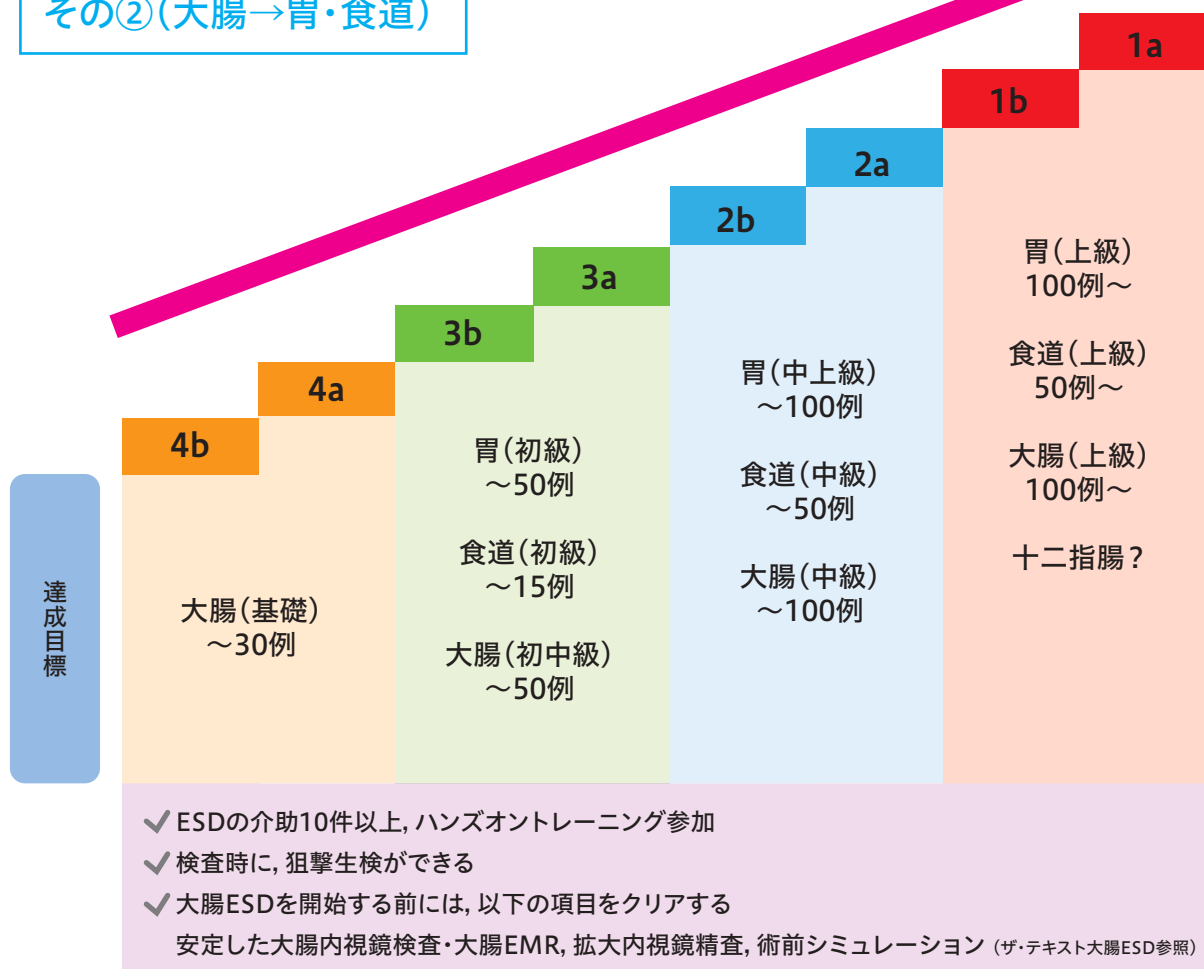 その②(大腸→胃・食道)
1a
1b
2a
2b
3a
3b
4a
4b
達成目標
大腸(基礎)
~30例
胃(初級)
~50例
食道(初級)
~15例
大腸(初中級)
~50例
胃(中上級)
~100例
食道(中級)
~50例
大腸(中級)
~100例
胃(上級)
100例~
食道(上級)
50例~
大腸(上級)
100例~
十二指腸?
✓ESDの介助10件以上, ハンズオントレーニング参加
✓検査時に, 狙撃生検ができる
✓大腸ESDを開始する前には, 以下の項目をクリアする
安定した大腸内視鏡検査・大腸EMR, 拡大内視鏡精査, 術前シミュレーション (ザ・テキスト大腸ESD参照)